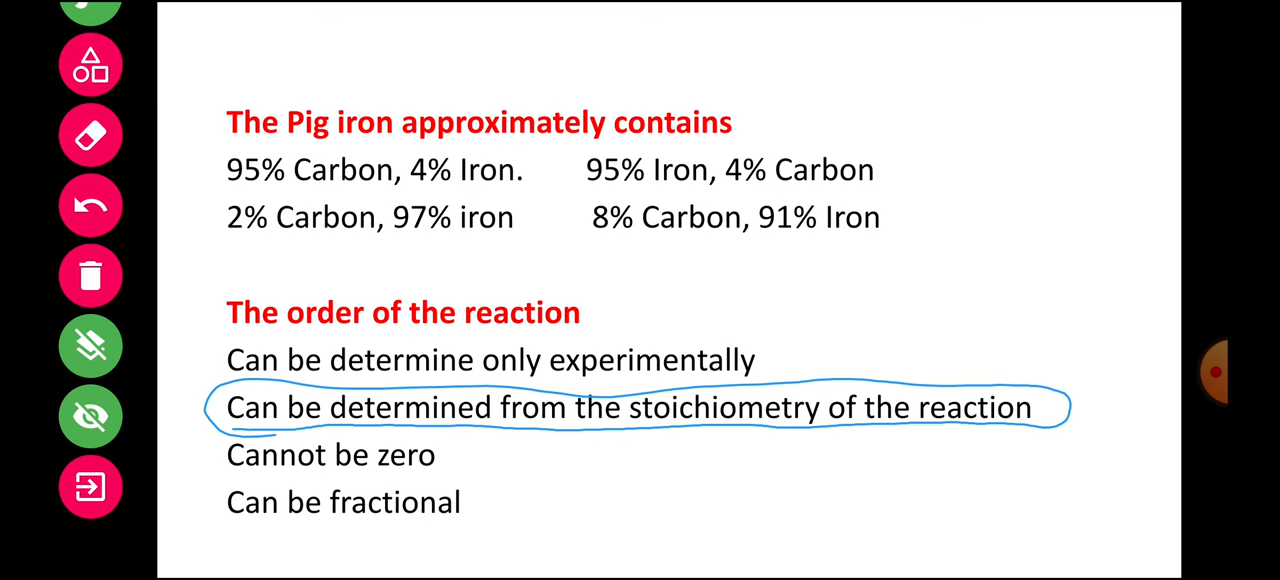 The Pig iron approximately contains
95% Carbon, 4% Iron. 95% Iron, 4% Carbon
2% Carbon, 97% iron 8% Carbon, 91% Iron
The order of the reaction
Can be determine only experimentally
Can be determined from the stoichiometry of the reaction
Cannot be zero
Can be fractional